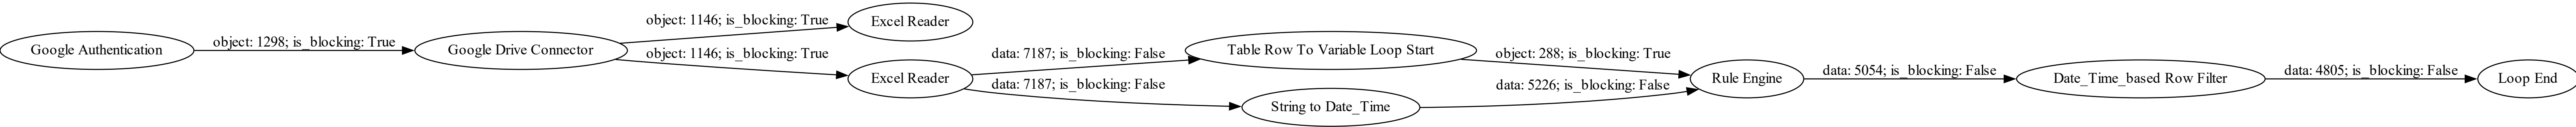 Google Authentication
object: 1298; is_blocking: True
Google Drive Connector
object: 1146; is_blocking: True
Excel Reader
object: 1146; is_blocking: True
Excel Reader
data: 7187; is_blocking: False
Table Row To Variable Loop Start
object: 288; is_blocking: True
data: 7187; is_blocking: False
String to Date_Time
data: 5226; is_blocking: False
Rule Engine
data: 5054; is_blocking: False
Date_Time_based Row Filter
data: 4805; is_blocking: False
Loop End